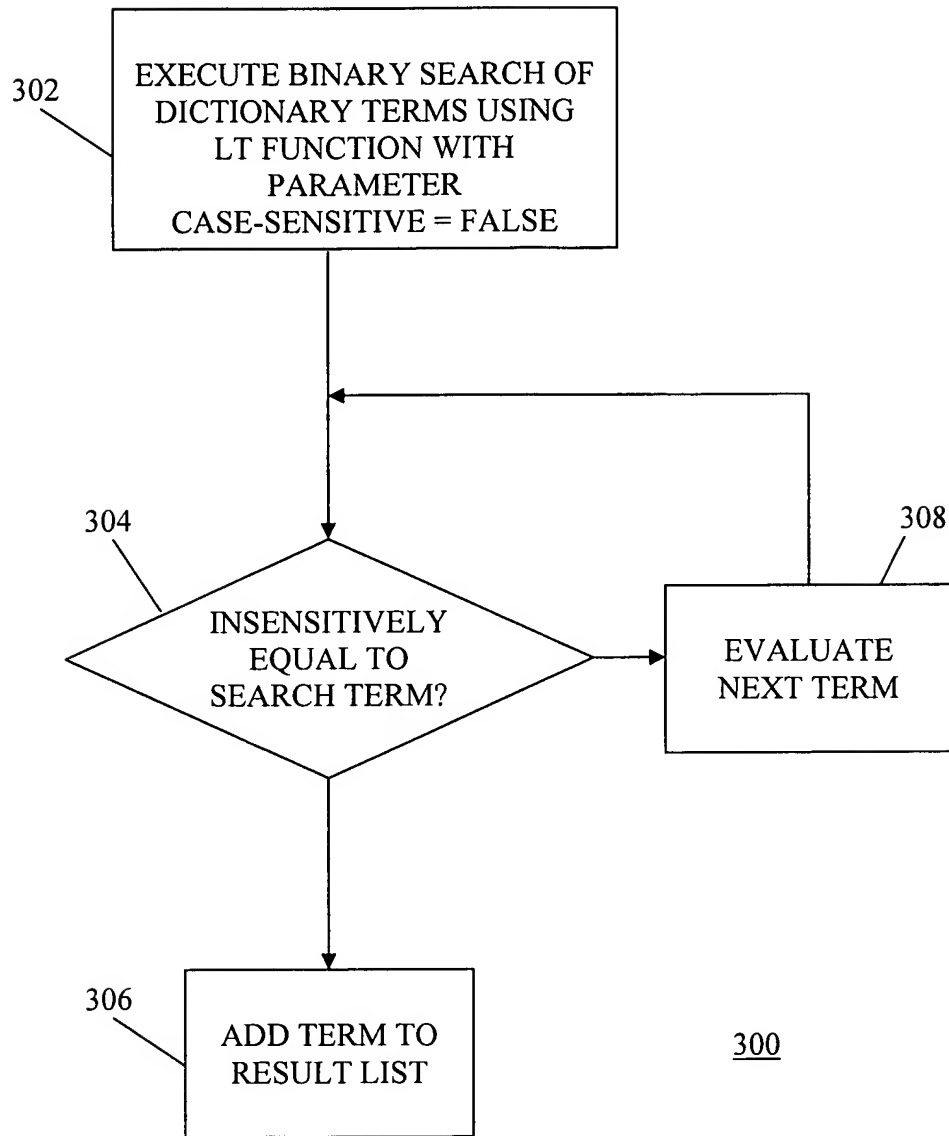 302
EXECUTE BINARY SEARCH OF
DICTIONARY TERMS USING
LT FUNCTION WITH
PARAMETER
CASE-SENSITIVE = FALSE
304
INSENSITIVELY
EQUAL TO
SEARCH TERM?
308
EVALUATE
NEXT TERM
306
ADD TERM TO
RESULT LIST
300